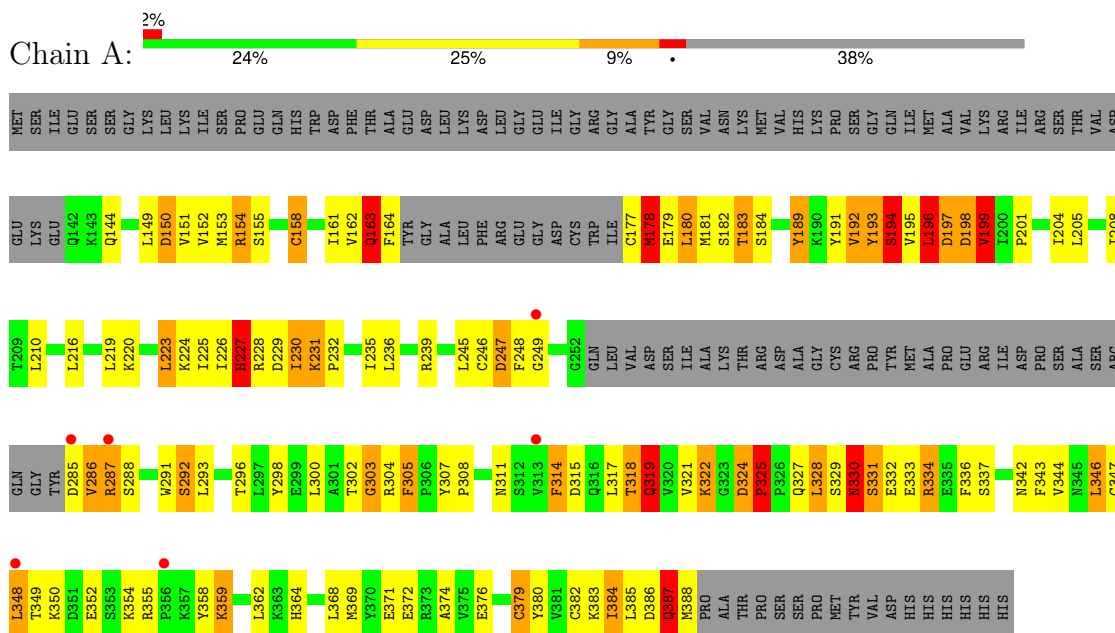 2%
Chain A:
24% 25% 9% . 38%
MET SER ILE GLU SER SER GLY LYS LEU LYS ILE SER PRO GLU GLN HIS TRP ASP PHE THR ALA GLU ASP LEU LYS ASP LEU GLY GLU ILE GLY ARG GLY ALA TYR GLY SER VAL ASN LYS MET VAL HIS LYS PRO SER GLY GLN ILE MET ALA VAL LYS ARG ILE ARG SER THR VAL ASP
GLU LYS GLU Q142 K143 Q144 L149 D150 V151 V152 M153 R154 S155 C158 I161 V162 Q163 F164 TYR GLY ALA LEU PHE ARG GLU GLY ASP CYS TRP ILE C177 M178 E179 L180 M181 S182 T183 S184 Y189 K190 Y191 V192 Y193 S194 V195 L196 D197 D198 V199 I200 P201 I204 L205 I208
T209 L210 L216 L219 K220 L223 K224 I225 I226 H227 R228 D229 I230 K231 P232 I235 L236 R239 L245 C246 D247 F248 G249 G252 GLN LEU VAL ASP SER ILE ALA LYS THR ARG ASP ALA GLY CYS ARG PRO TYR MET ALA PRO GLU ARG ILE ASP PRO SER ALA SER ARG
GLN GLY TYR D285 V286 R287 S288 W291 S292 L293 T296 L297 Y298 E299 L300 A301 T302 G303 R304 F305 P306 Y307 P308 N311 S312 V313 F314 D315 Q316 L317 T318 Q319 V320 V321 K322 G323 D324 P325 P326 Q327 L328 S329 N330 S331 E332 E333 R334 E335 F336 S337 N342 F343 V344 N345 L346 C347
L348 T349 K350 D351 E352 S353 K354 R355 P356 K357 Y358 K359 L362 K363 H364 L368 M369 Y370 E371 E372 R373 A374 V375 E376 C379 Y380 V381 C382 K383 I384 L385 D386 Q387 M388 PRO ALA THR PRO SER SER PRO MET TYR VAL ASP HIS HIS HIS HIS HIS HIS